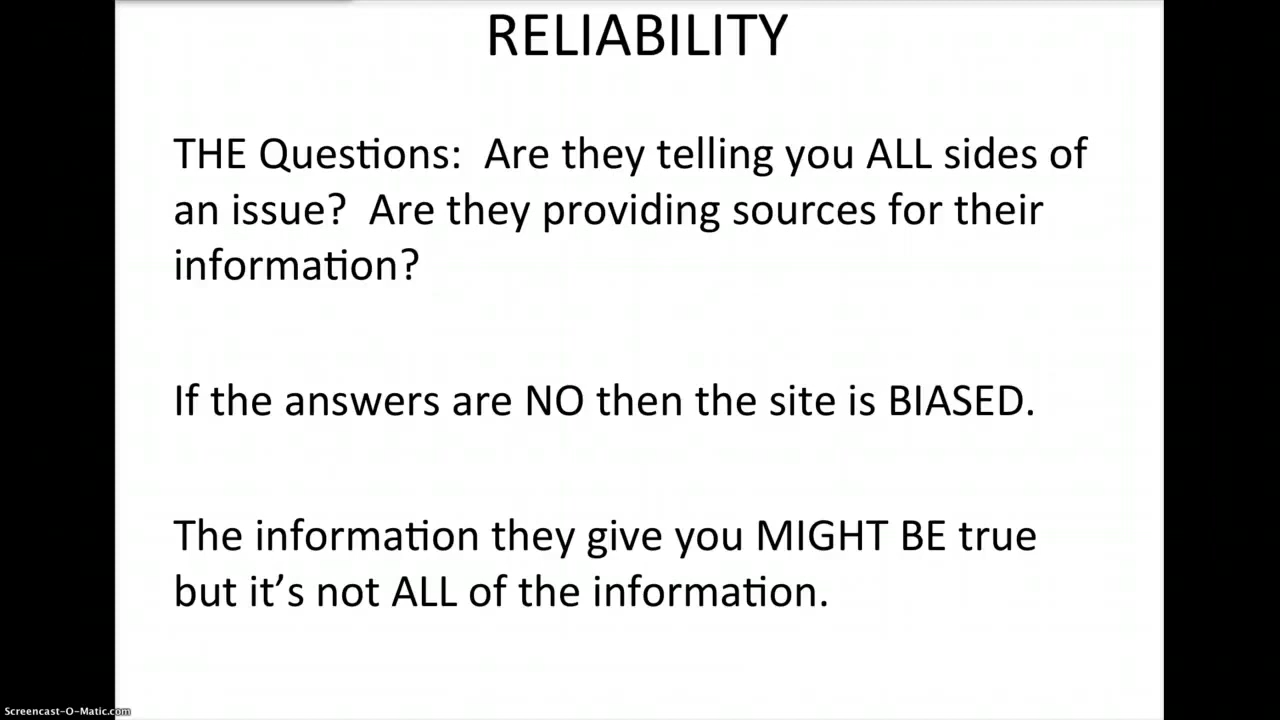 RELIABILITY
THE Questions:  Are they telling you ALL sides of
an issue?  Are they providing sources for their
information?
If the answers are NO then the site is BIASED.
The information they give you MIGHT BE true
but it’s not ALL of the information.
Screencast-O-Matic.com